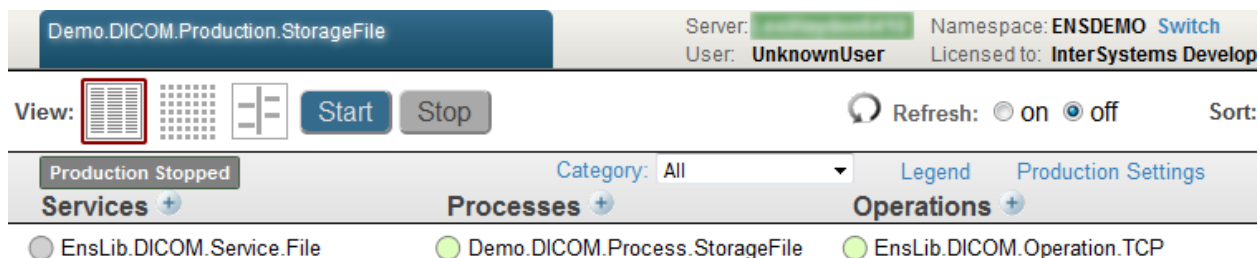 Demo.DICOM.Production.StorageFile
Server: Namespace: ENSDEMO Switch
User: UnknownUser Licensed to: InterSystems Develop
View: Start Stop Refresh: on off Sort:
Production Stopped Category: All Legend Production Settings
Services Processes Operations
EnsLib.DICOM.Service.File Demo.DICOM.Process.StorageFile EnsLib.DICOM.Operation.TCP